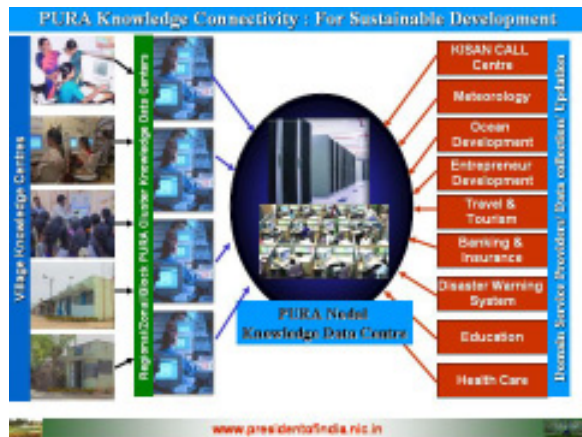 PURA Knowledge Connectivity : For Sustainable Development
Village Knowledge Centres
Regional/Zonal/Block PURA Cluster Knowledge Data Centers
PURA Nodal
Knowledge Data Centre
KISAN CALL
Centre
Meteorology
Ocean
Development
Entrepreneur
Development
Travel &
Tourism
Banking &
Insurance
Disaster Warning
System
Education
Health Care
Domain Service Providers' Data collection/ Updation
www.presidentofindia.nic.in